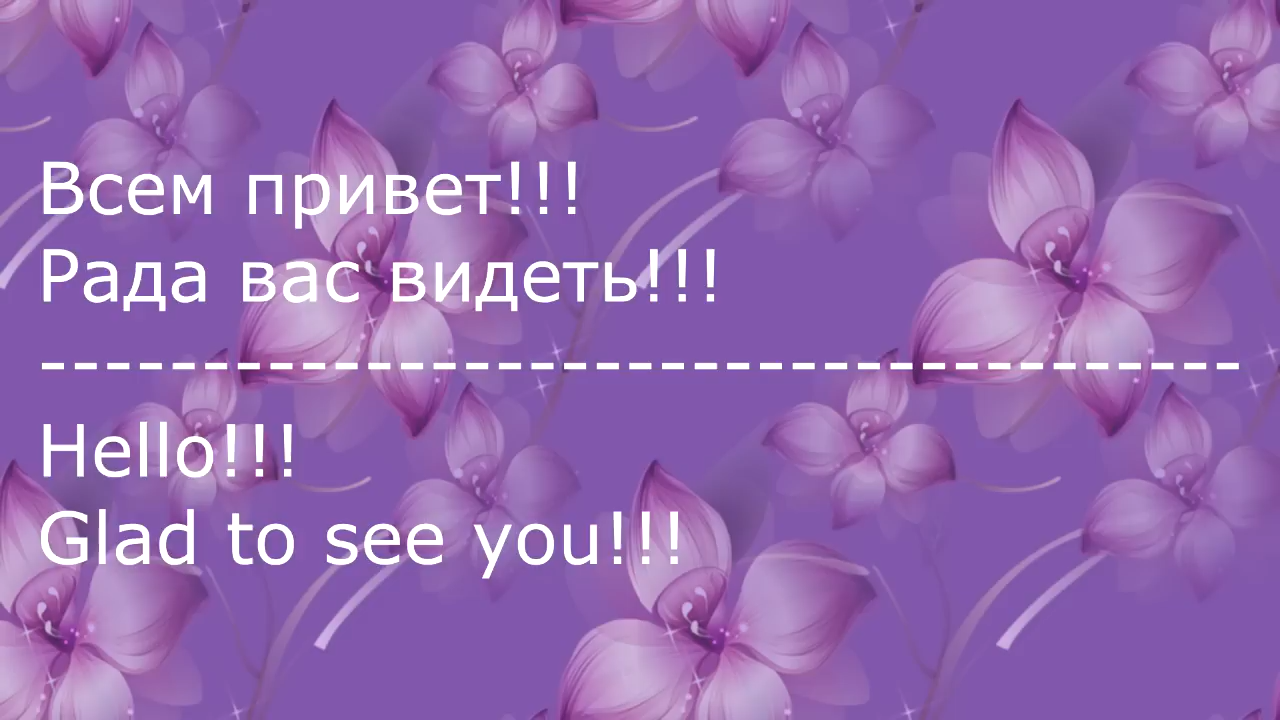 Всем привет!!!
Рада вас видеть!!!
-------------------------------------
Hello!!!
Glad to see you!!!